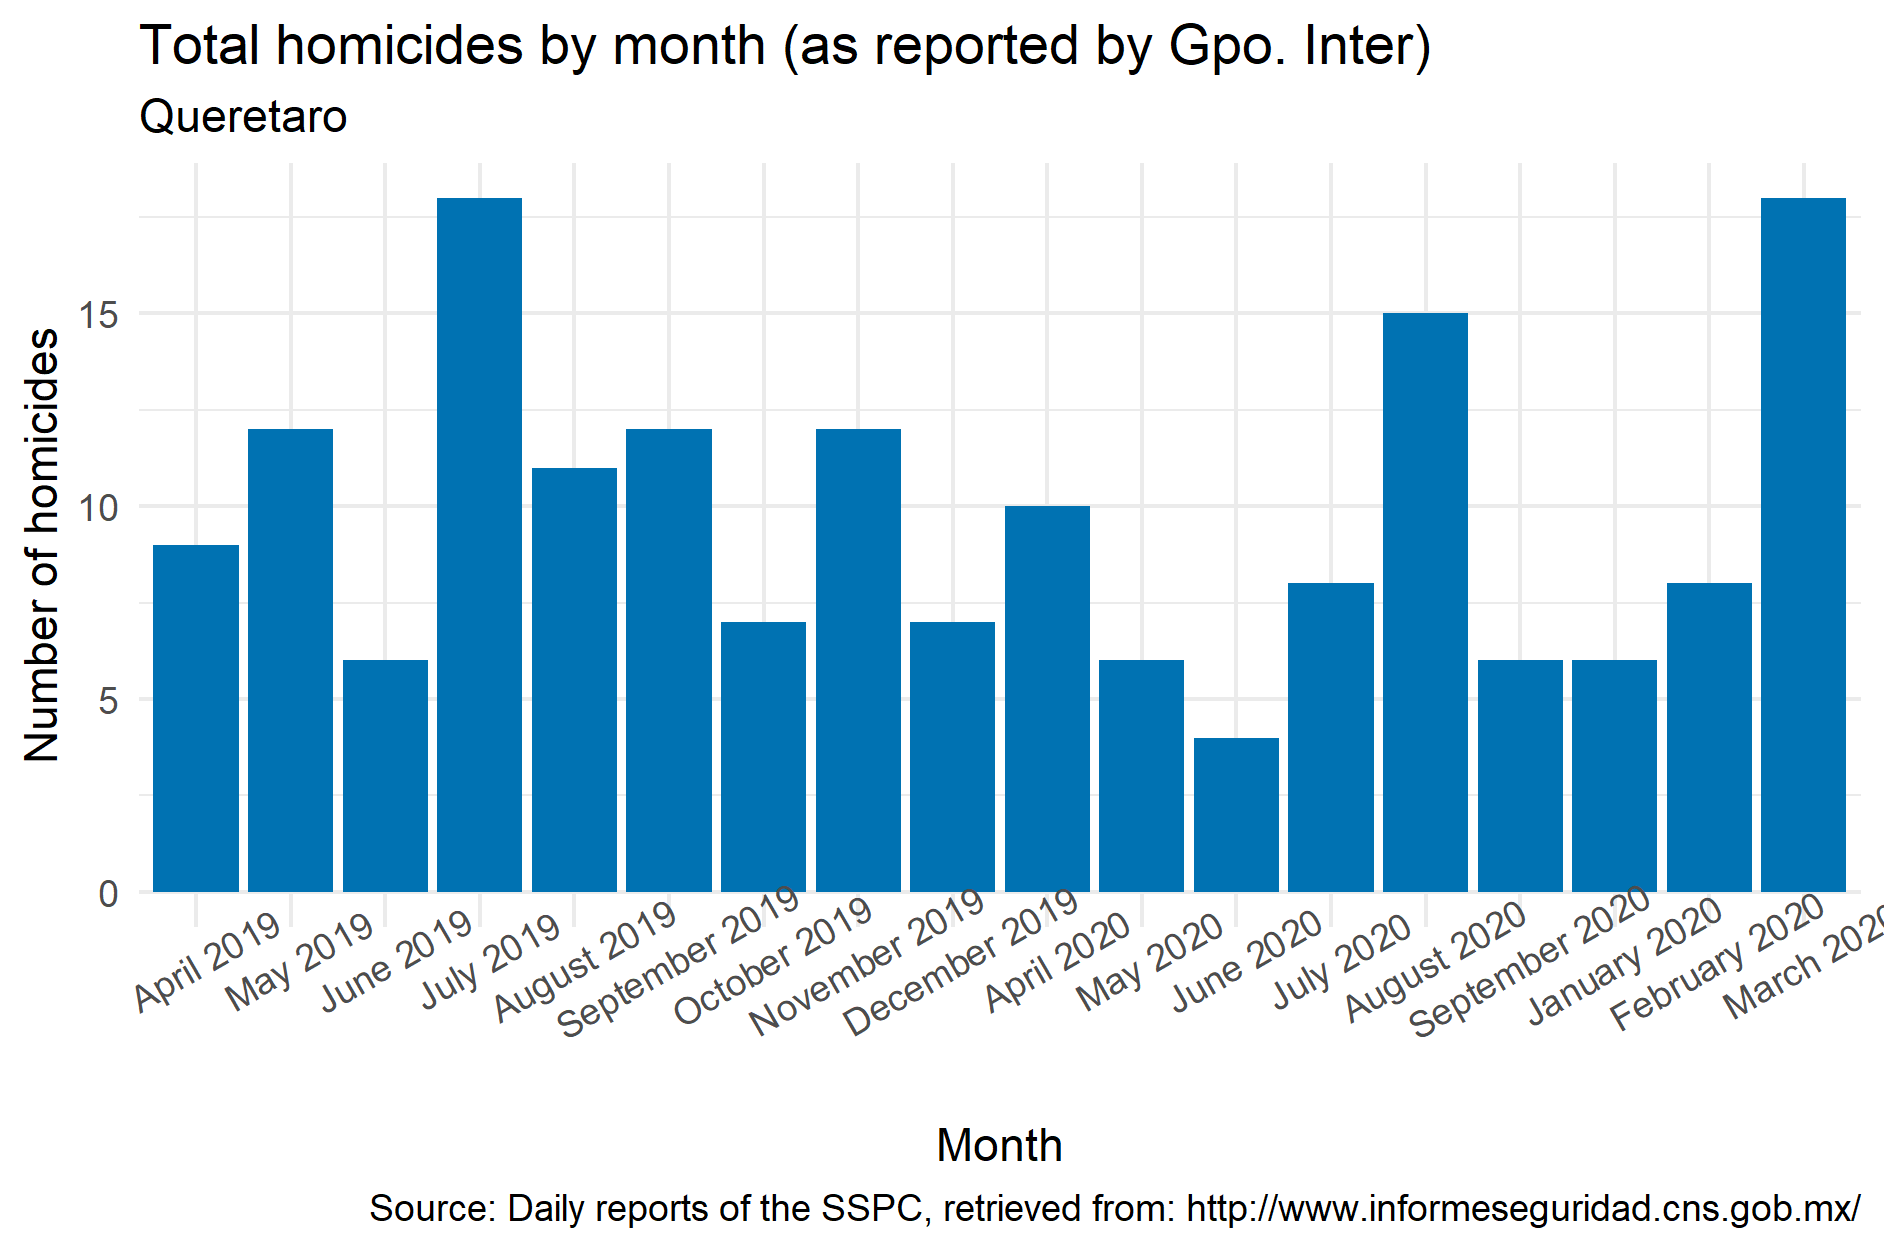 Total homicides by month (as reported by Gpo. Inter)
Queretaro
Number of homicides
15
10
5
0
April 2019
May 2019
June 2019
July 2019
August 2019
September 2019
October 2019
November 2019
December 2019
April 2020
May 2020
June 2020
July 2020
August 2020
September 2020
January 2020
February 2020
March 2020
Month
Source: Daily reports of the SSPC, retrieved from: http://www.informeseguridad.cns.gob.mx/